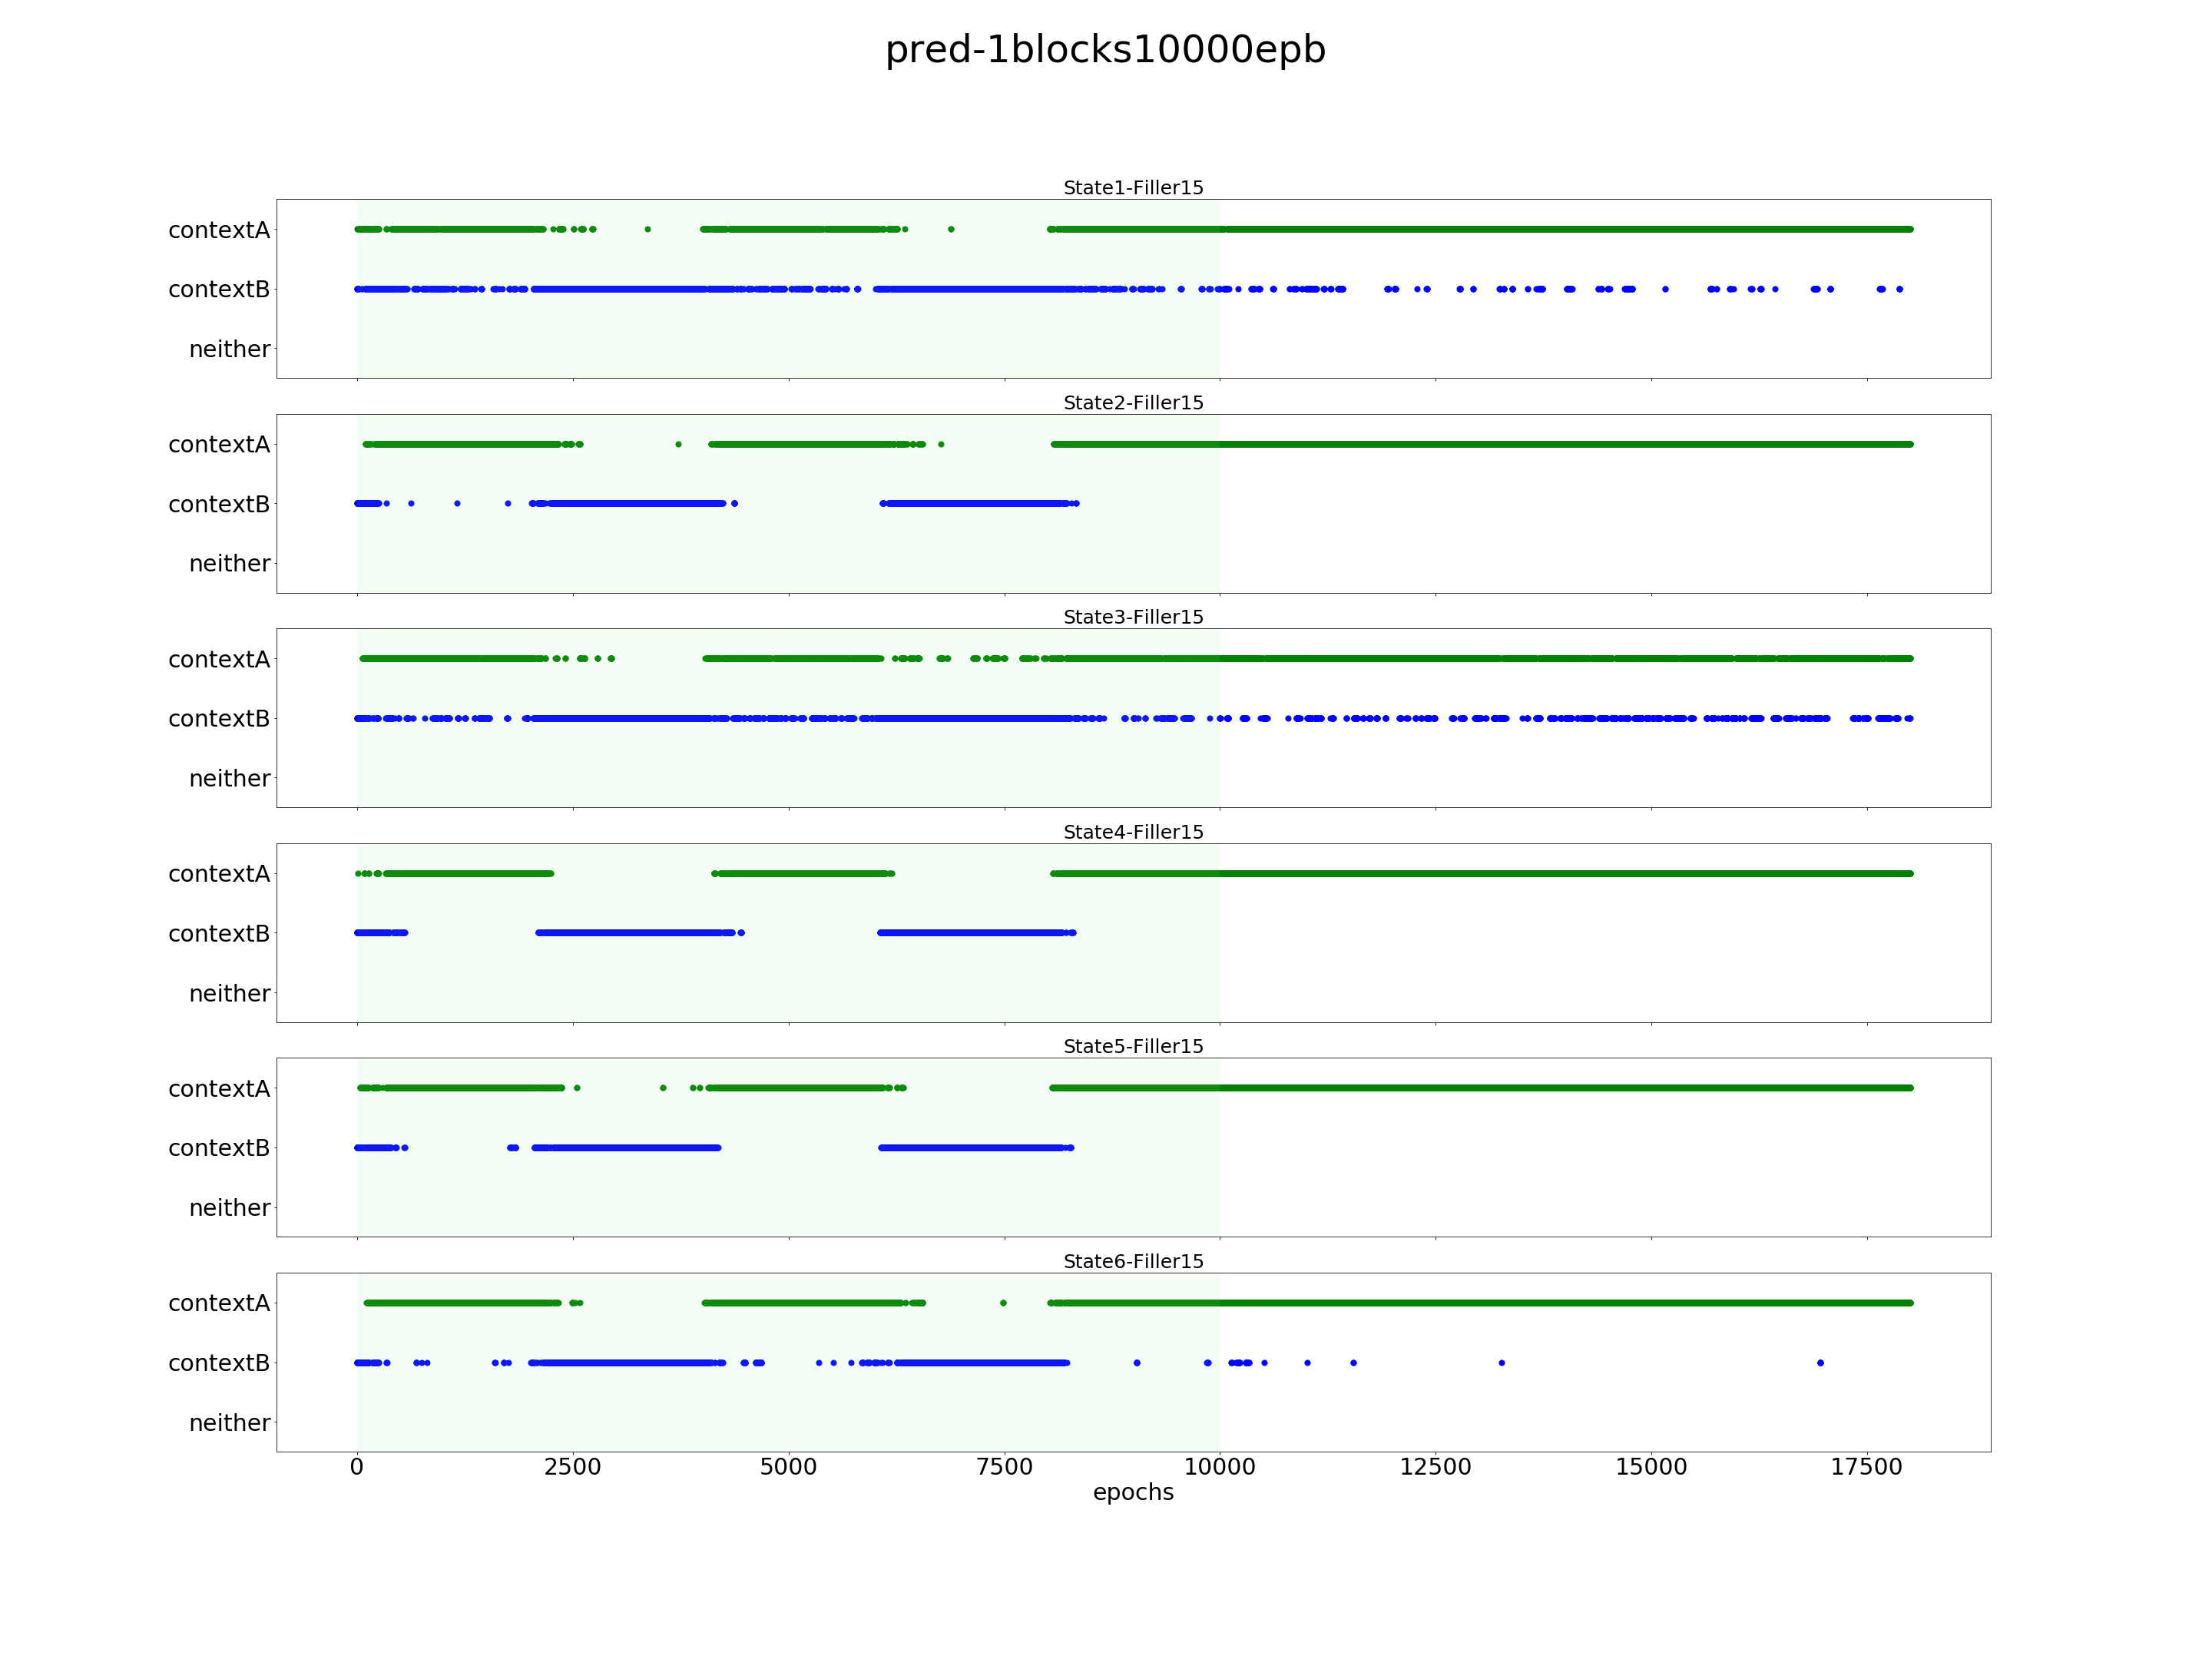 pred-1blocks10000epb
State1-Filler15
contextA
contextB
neither
State2-Filler15
contextA
contextB
neither
State3-Filler15
contextA
contextB
neither
State4-Filler15
contextA
contextB
neither
State5-Filler15
contextA
contextB
neither
State6-Filler15
contextA
contextB
neither
0 2500 5000 7500 10000 12500 15000 17500
epochs